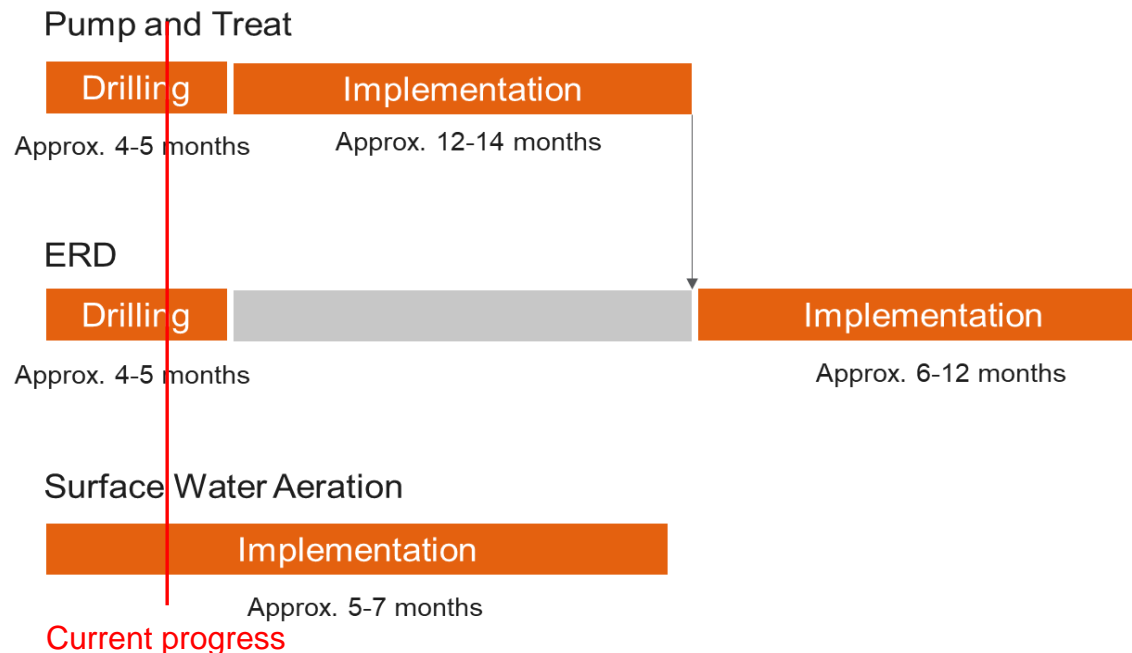 Pump and Treat
Drilling
Implementation
Approx. 4-5 months
Approx. 12-14 months
ERD
Drilling
Implementation
Approx. 4-5 months
Approx. 6-12 months
Surface Water Aeration
Implementation
Approx. 5-7 months
Current progress